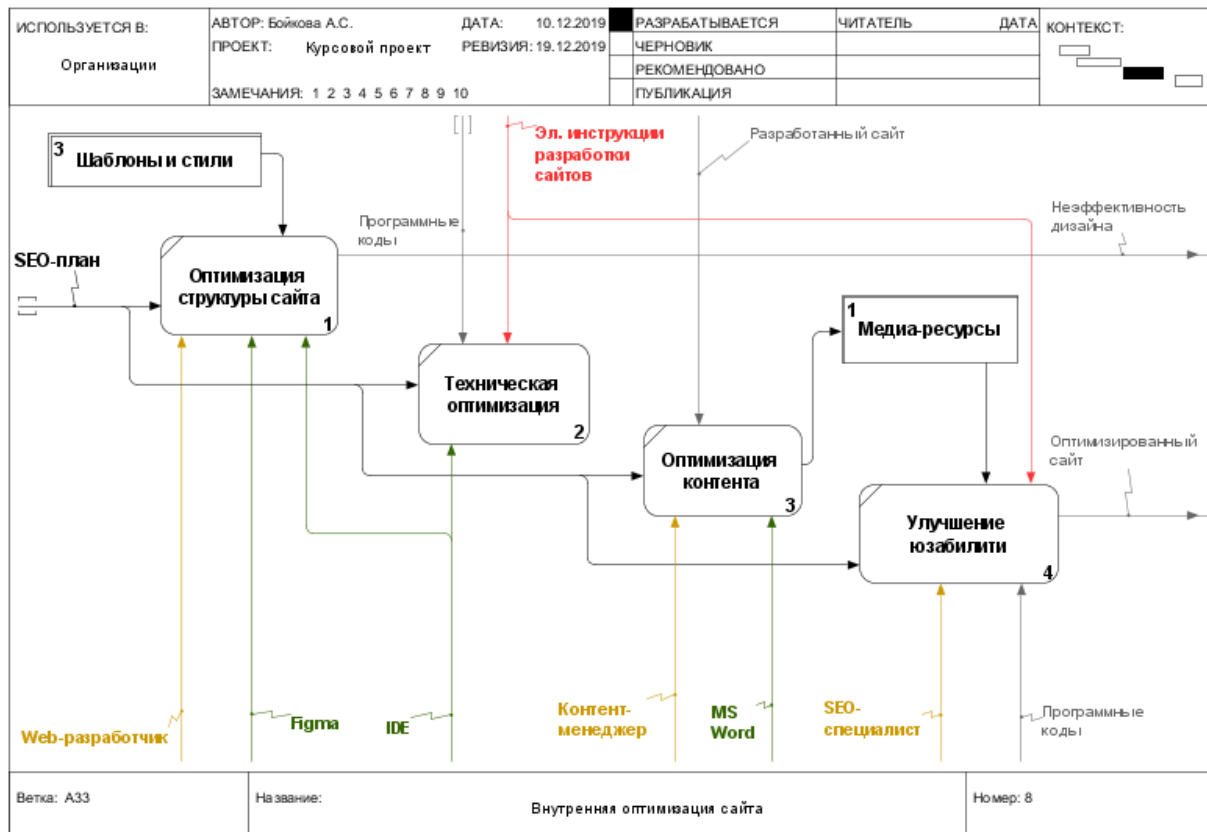 ИСПОЛЬЗУЕТСЯ В:
Организации
АВТОР: Бойкова А.С.
ДАТА: 10.12.2019
ПРОЕКТ: Курсовой проект
РЕВИЗИЯ: 19.12.2019
ЗАМЕЧАНИЯ: 1 2 3 4 5 6 7 8 9 10
РАЗРАБАТЫВАЕТСЯ
ЧЕРНОВИК
РЕКОМЕНДОВАНО
ПУБЛИКАЦИЯ
ЧИТАТЕЛЬ
ДАТА
КОНТЕКСТ:
3
Шаблоны и стили
Эл. инструкции
разработки
сайтов
Разработанный сайт
Программные
коды
Неэффективность
дизайна
SEO-план
Оптимизация
структуры сайта
1
1
Медиа-ресурсы
Техническая
оптимизация
2
Оптимизация
контента
3
Оптимизированный
сайт
Улучшение
юзабилити
4
Web-разработчик
Figma
IDE
Контент-
менеджер
MS
Word
SEO-
специалист
Программные
коды
Ветка: A33
Название:
Внутренняя оптимизация сайта
Номер: 8